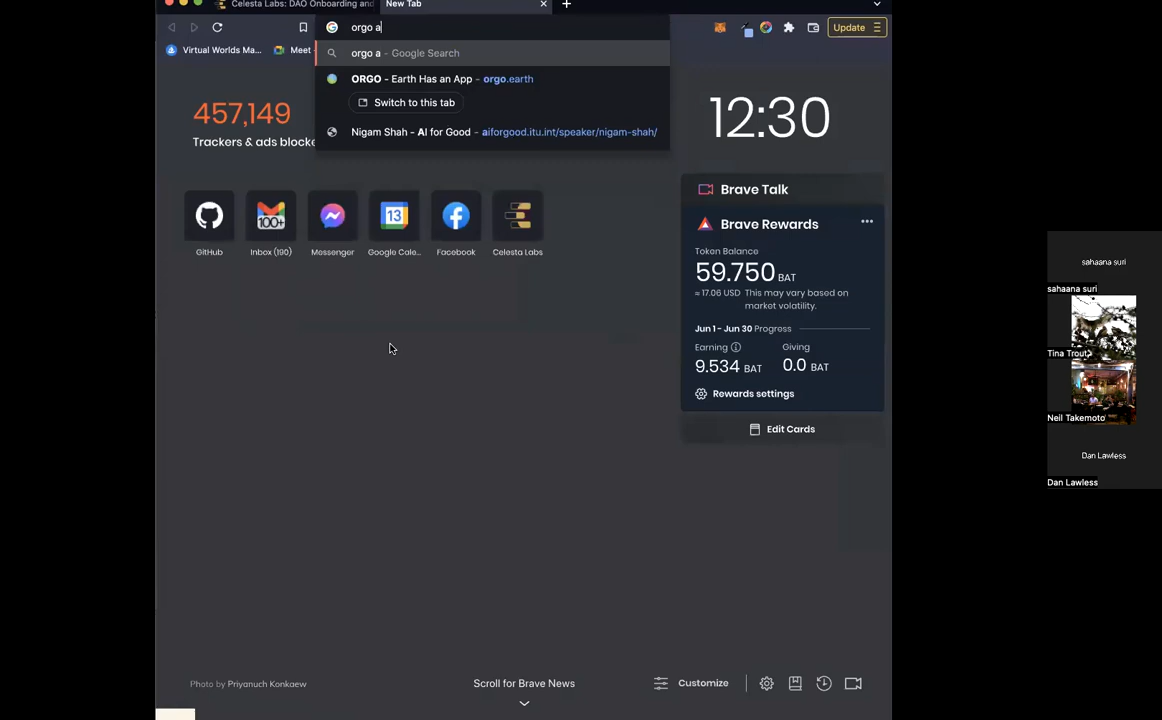 Celesta Labs: DAO Onboarding and
New Tab
orgo a
Update
Virtual Worlds Ma...
Meet
orgo a - Google Search
ORGO - Earth Has an App - orgo.earth
Switch to this tab
Nigam Shah - AI for Good - aiforgood.itu.int/speaker/nigam-shah/
457,149
Trackers & ads blocke
12:30
GitHub
100+
Inbox (190)
Messenger
13
Google Cale...
Facebook
Celesta Labs
Brave Talk
Brave Rewards
Token Balance
59.750 BAT
≈ 17.06 USD This may vary based on
market volatility.
Jun 1 - Jun 30 Progress
Earning
Giving
9.534 BAT
0.0 BAT
Rewards settings
Edit Cards
Photo by Priyanuch Konkaew
Scroll for Brave News
Customize
sahaana suri
sahaana suri
Tina Trout
Neil Takemoto
Dan Lawless
Dan Lawless